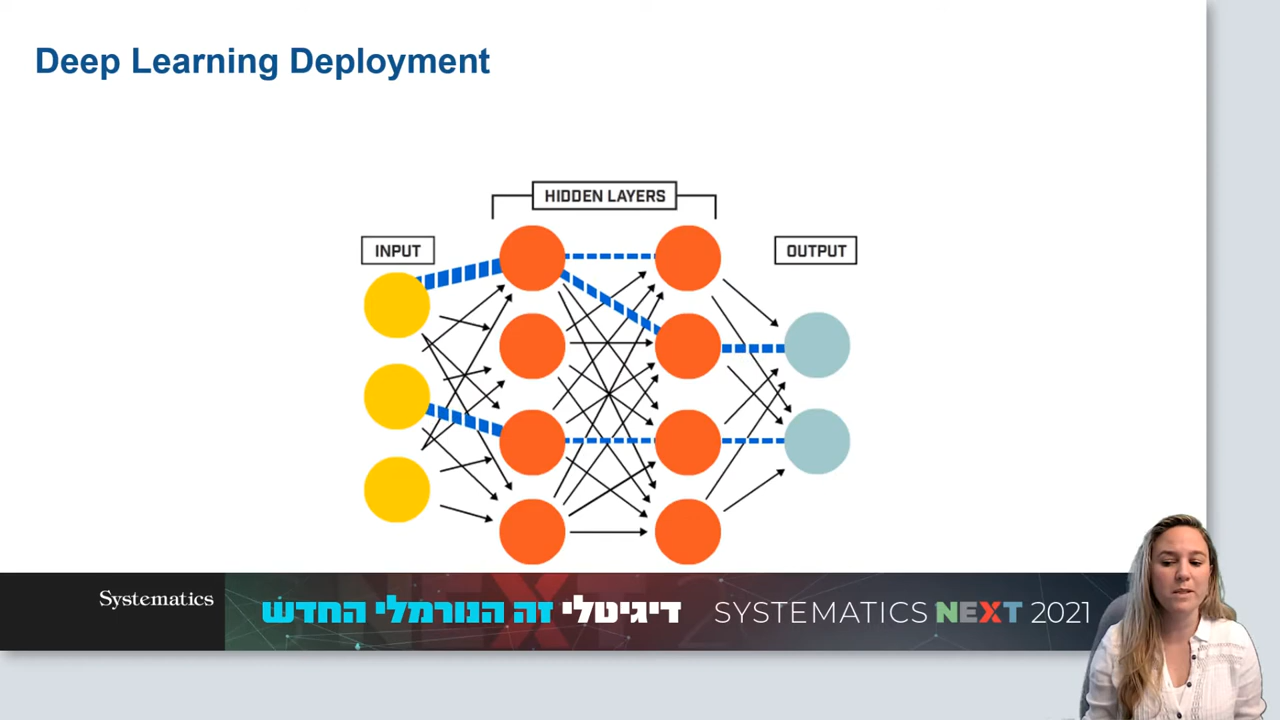 Deep Learning Deployment
HIDDEN LAYERS
INPUT
OUTPUT
Systematics
דיגיטלי זה הנורמלי החדש
SYSTEMATICS NEXT 2021